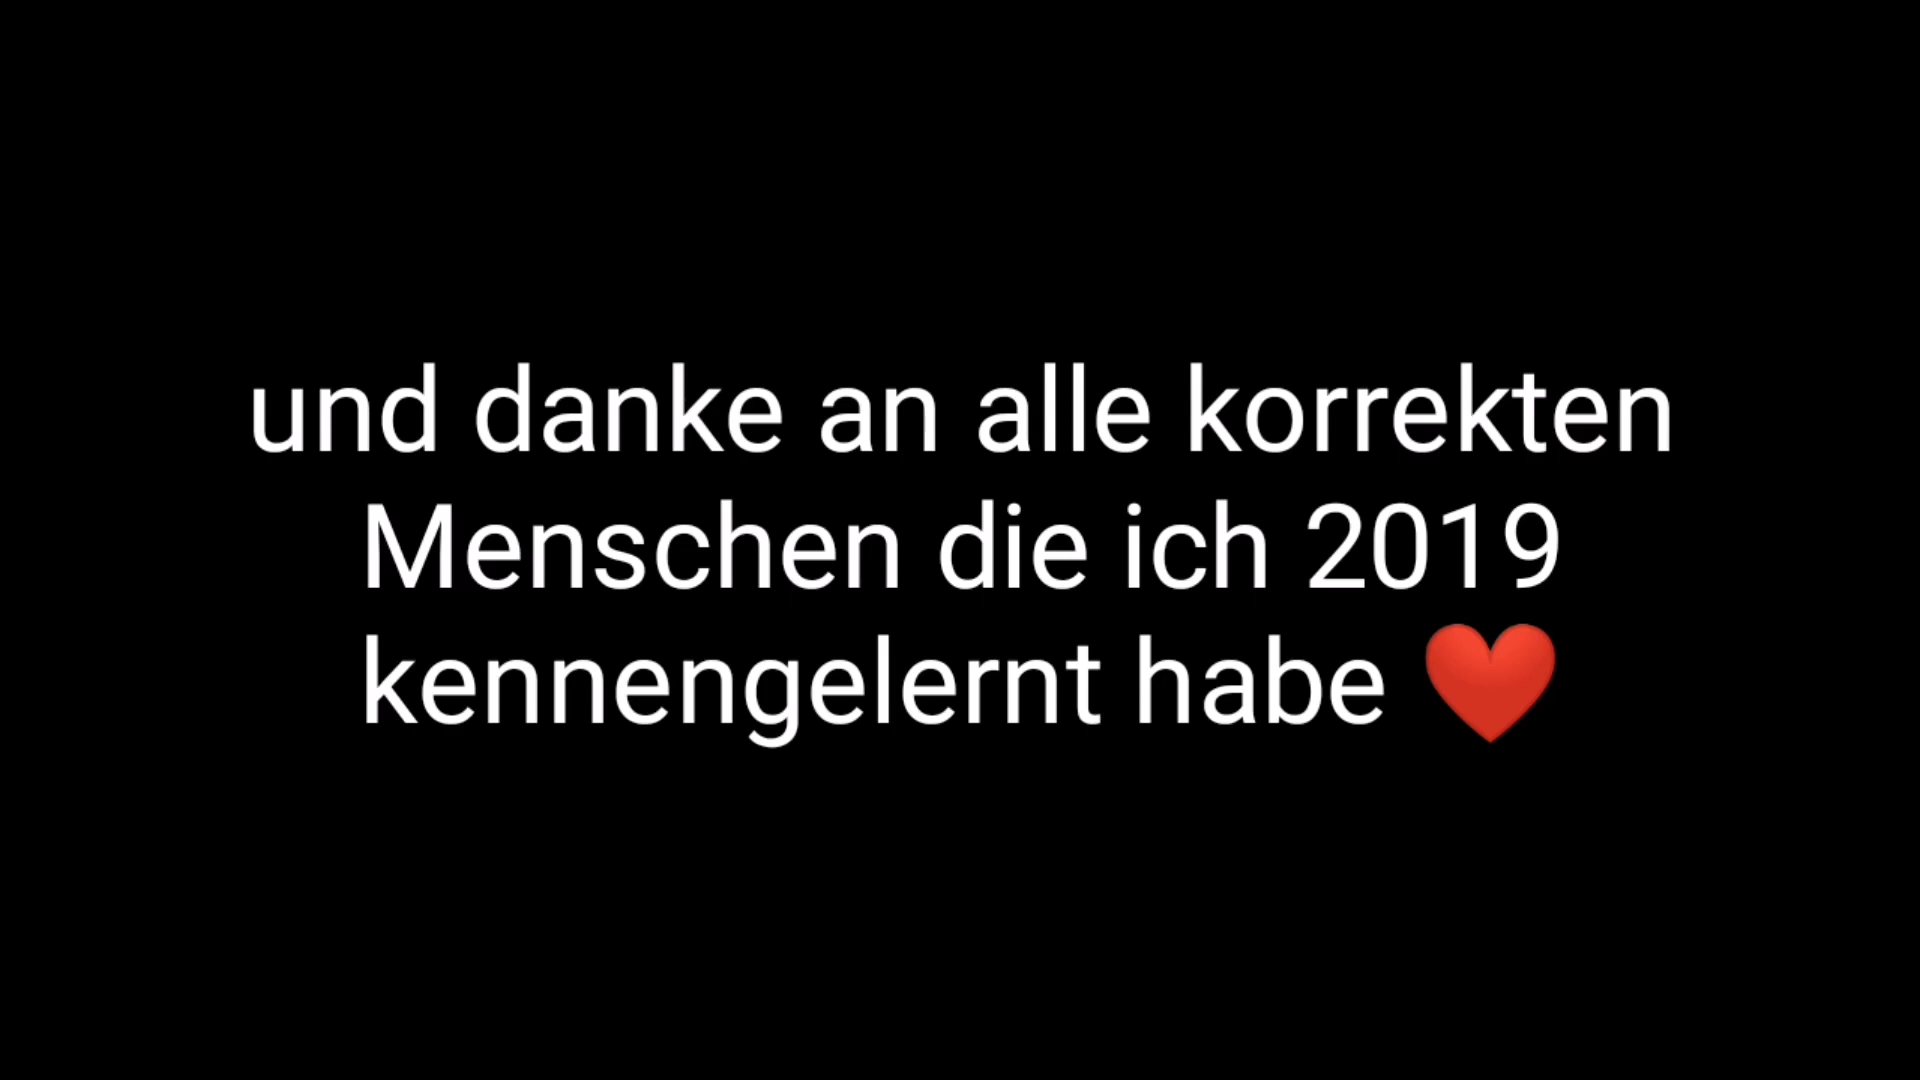 und danke an alle korrekten
Menschen die ich 2019
kennengelernt habe ❤️